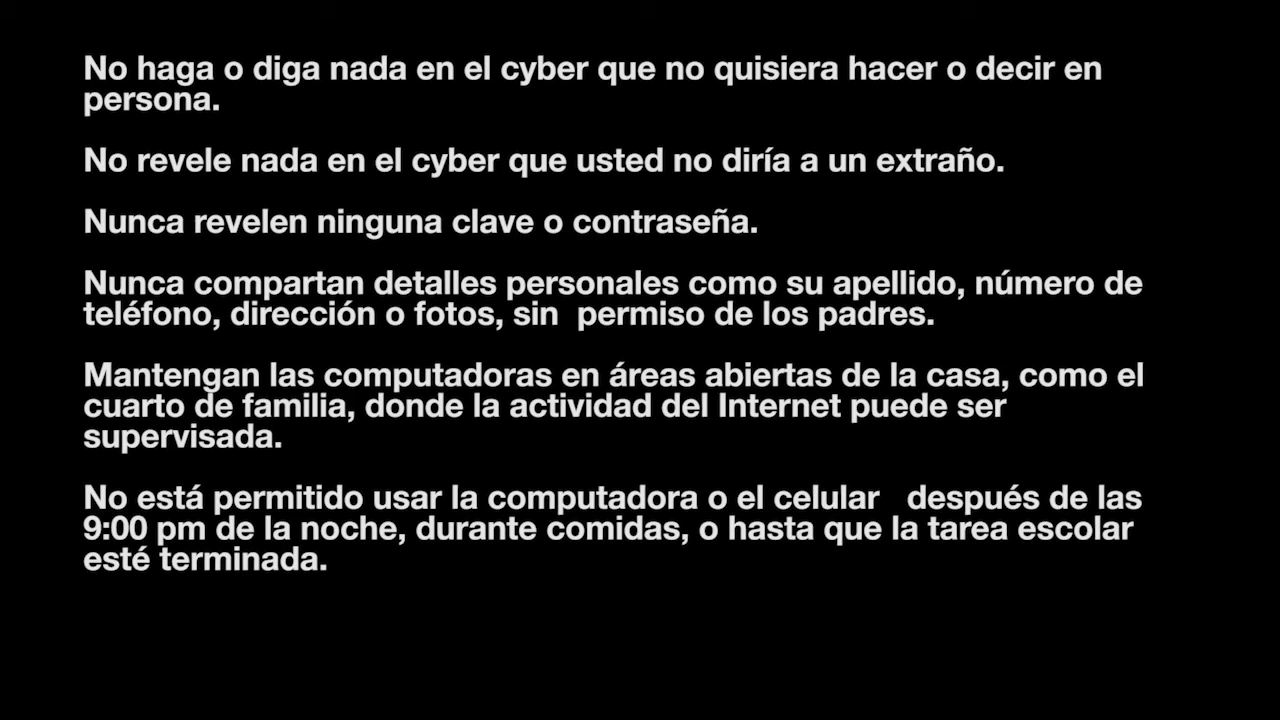 No haga o diga nada en el cyber que no quisiera hacer o decir en
persona.
No revele nada en el cyber que usted no diría a un extraño.
Nunca revelen ninguna clave o contraseña.
Nunca compartan detalles personales como su apellido, número de
teléfono, dirección o fotos, sin  permiso de los padres.
Mantengan las computadoras en áreas abiertas de la casa, como el
cuarto de familia, donde la actividad del Internet puede ser
supervisada.
No está permitido usar la computadora o el celular   después de las
9:00 pm de la noche, durante comidas, o hasta que la tarea escolar
esté terminada.